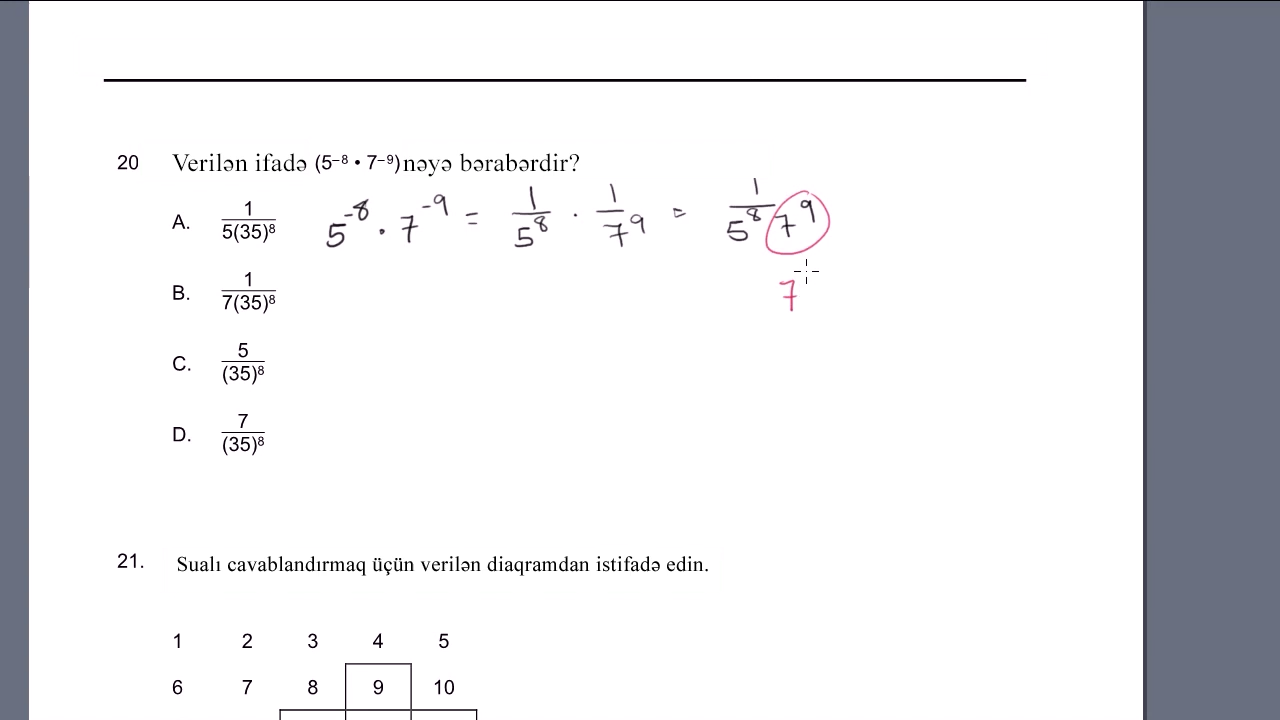 20 Verilən ifadə (5⁻⁸ • 7⁻⁹) nəyə bərabərdir?
A. 1/5(35)⁸
5⁻⁸ · 7⁻⁹ = 1/5⁸ · 1/7⁹ = 1/5⁸7⁹
7
B. 1/7(35)⁸
C. 5/(35)⁸
D. 7/(35)⁸
21. Sualı cavablandırmaq üçün verilən diaqramdan istifadə edin.
1 2 3 4 5
6 7 8 9 10